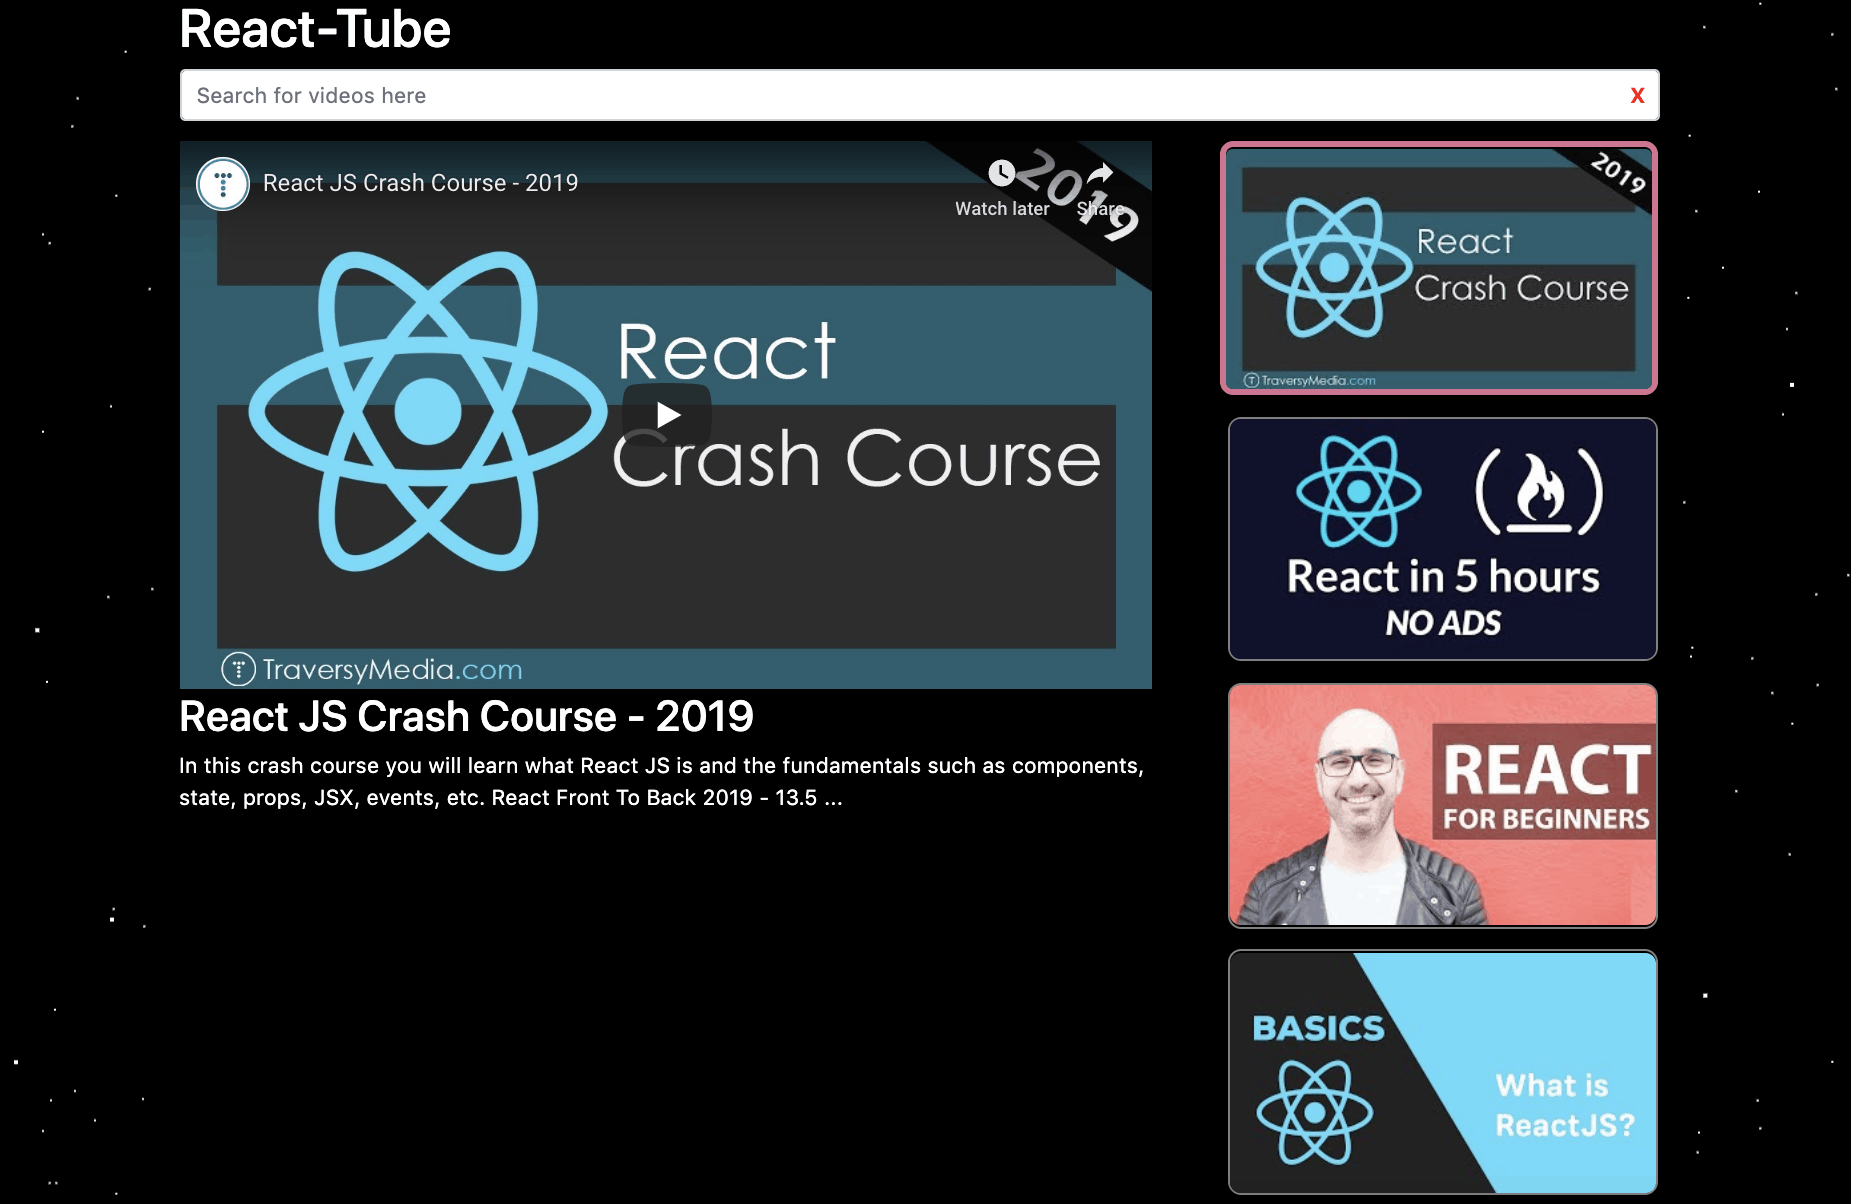 React-Tube
Search for videos here
X
React JS Crash Course - 2019
Watch later
Share
2019
React
Crash Course
TraversyMedia.com
React JS Crash Course - 2019
In this crash course you will learn what React JS is and the fundamentals such as components,
state, props, JSX, events, etc. React Front To Back 2019 - 13.5 ...
2019
React
Crash Course
TraversyMedia.com
React in 5 hours
NO ADS
REACT
FOR BEGINNERS
BASICS
What is
ReactJS?